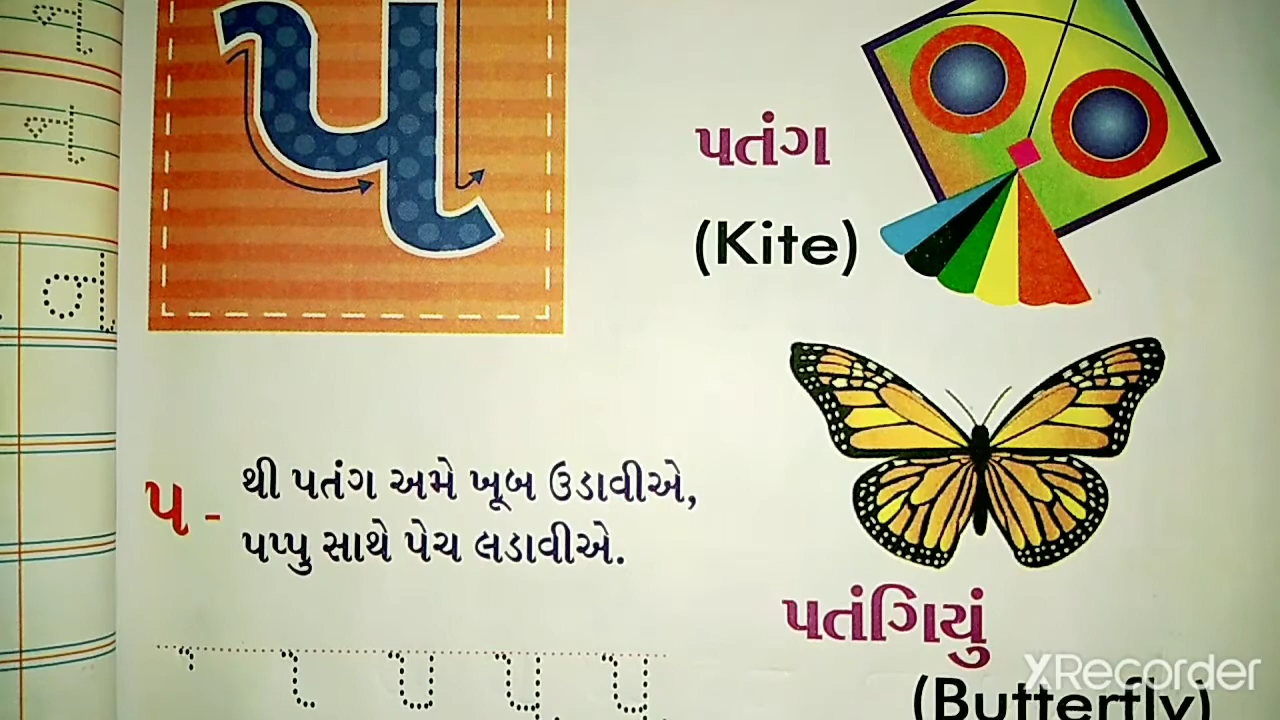 પ
પતંગ
(Kite)
પ - થી પતંગ અમે ખૂબ ઉડાવીએ,
પપ્પુ સાથે પેચ લડાવીએ.
પતંગિયું
(Butterfly)
પ પ
ન
ન
ન
XRecorder